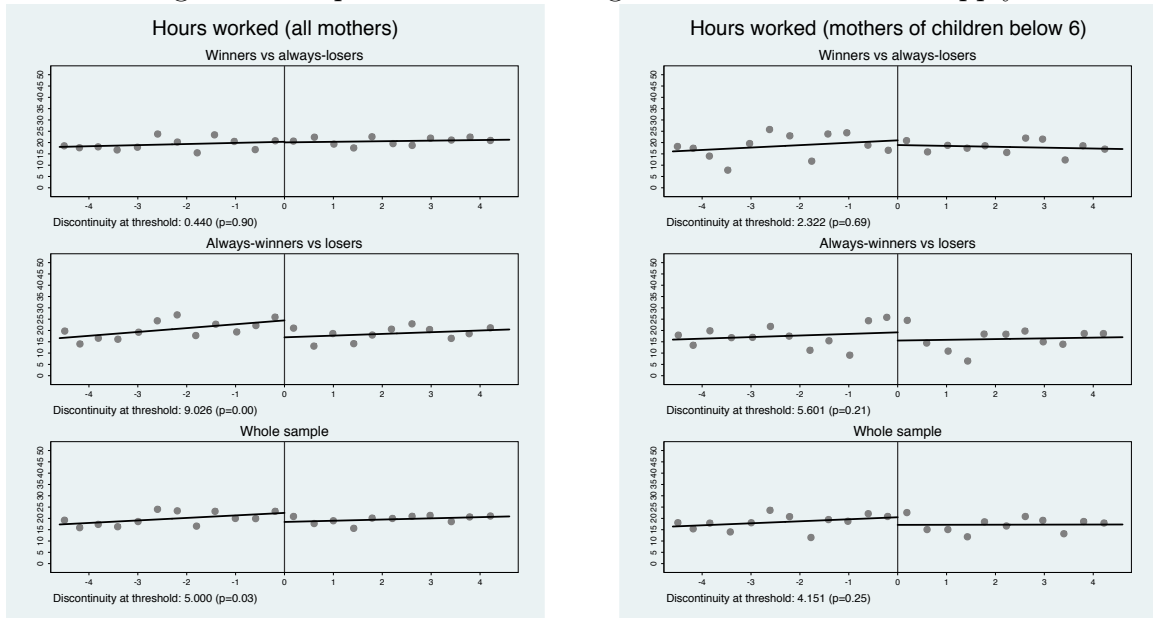 Hours worked (all mothers)
Winners vs always-losers
0 5 10 15 20 25 30 35 40 45 50
-4 -3 -2 -1 0 1 2 3 4
Discontinuity at threshold: 0.440 (p=0.90)
Always-winners vs losers
0 5 10 15 20 25 30 35 40 45 50
-4 -3 -2 -1 0 1 2 3 4
Discontinuity at threshold: 9.026 (p=0.00)
Whole sample
0 5 10 15 20 25 30 35 40 45 50
-4 -3 -2 -1 0 1 2 3 4
Discontinuity at threshold: 5.000 (p=0.03)
Hours worked (mothers of children below 6)
Winners vs always-losers
0 5 10 15 20 25 30 35 40 45 50
-4 -3 -2 -1 0 1 2 3 4
Discontinuity at threshold: 2.322 (p=0.69)
Always-winners vs losers
0 5 10 15 20 25 30 35 40 45 50
-4 -3 -2 -1 0 1 2 3 4
Discontinuity at threshold: 5.601 (p=0.21)
Whole sample
0 5 10 15 20 25 30 35 40 45 50
-4 -3 -2 -1 0 1 2 3 4
Discontinuity at threshold: 4.151 (p=0.25)